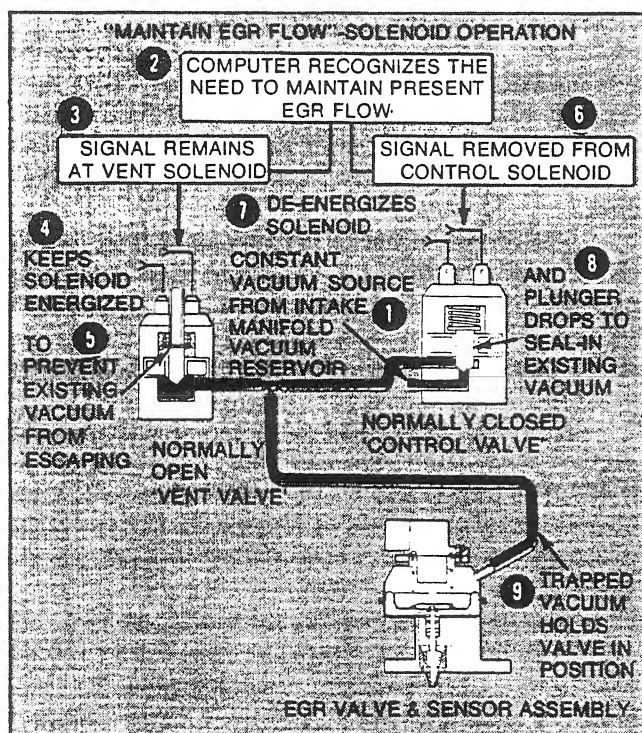 "MAINTAIN EGR FLOW"-SOLENOID OPERATION
2
COMPUTER RECOGNIZES THE
NEED TO MAINTAIN PRESENT
EGR FLOW.
3
SIGNAL REMAINS
AT VENT SOLENOID
6
SIGNAL REMOVED FROM
CONTROL SOLENOID
4
KEEPS
SOLENOID
ENERGIZED
5
TO
PREVENT
EXISTING
VACUUM
FROM
ESCAPING
7
DE-ENERGIZES
SOLENOID
CONSTANT
VACUUM SOURCE
FROM INTAKE
MANIFOLD
VACUUM
RESERVOIR
1
8
AND
PLUNGER
DROPS TO
SEAL-IN
EXISTING
VACUUM
NORMALLY
OPEN
"VENT VALVE"
NORMALLY CLOSED
"CONTROL VALVE"
9
TRAPPED
VACUUM
HOLDS
VALVE IN
POSITION
EGR VALVE & SENSOR ASSEMBLY